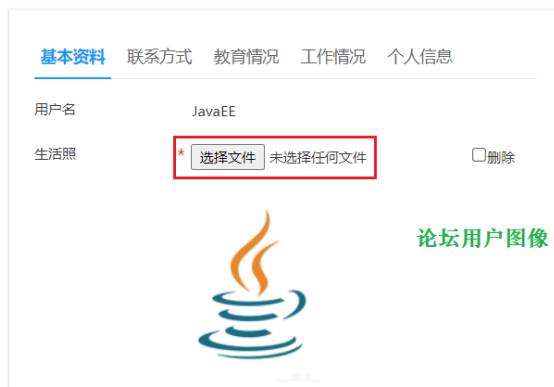 基本资料 联系方式 教育情况 工作情况 个人信息
用户名 JavaEE
生活照 * 选择文件 未选择任何文件 删除
论坛用户图像